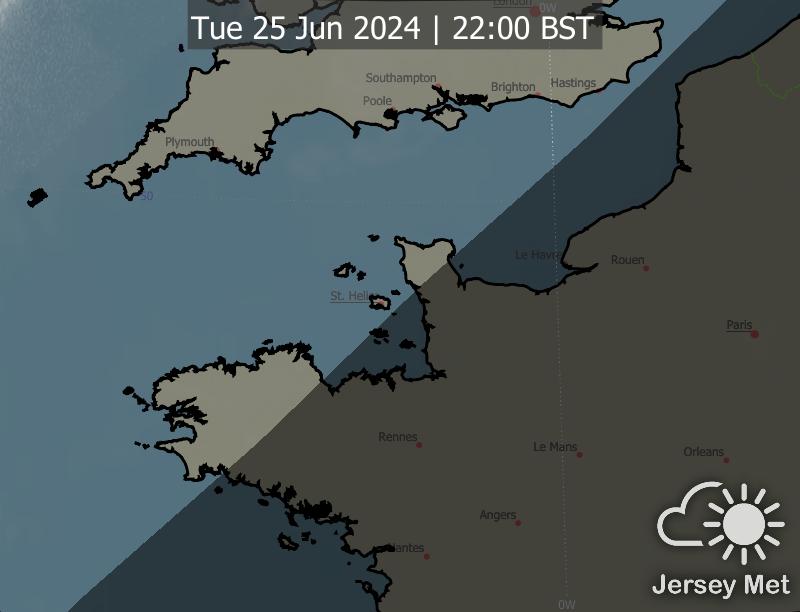 London
0W
Tue 25 Jun 2024 | 22:00 BST
Southampton
Brighton
Hastings
Poole
Plymouth
50
Le Havre
Rouen
St. Helier
Paris
Rennes
Le Mans
Orleans
Angers
Nantes
Jersey Met
0W